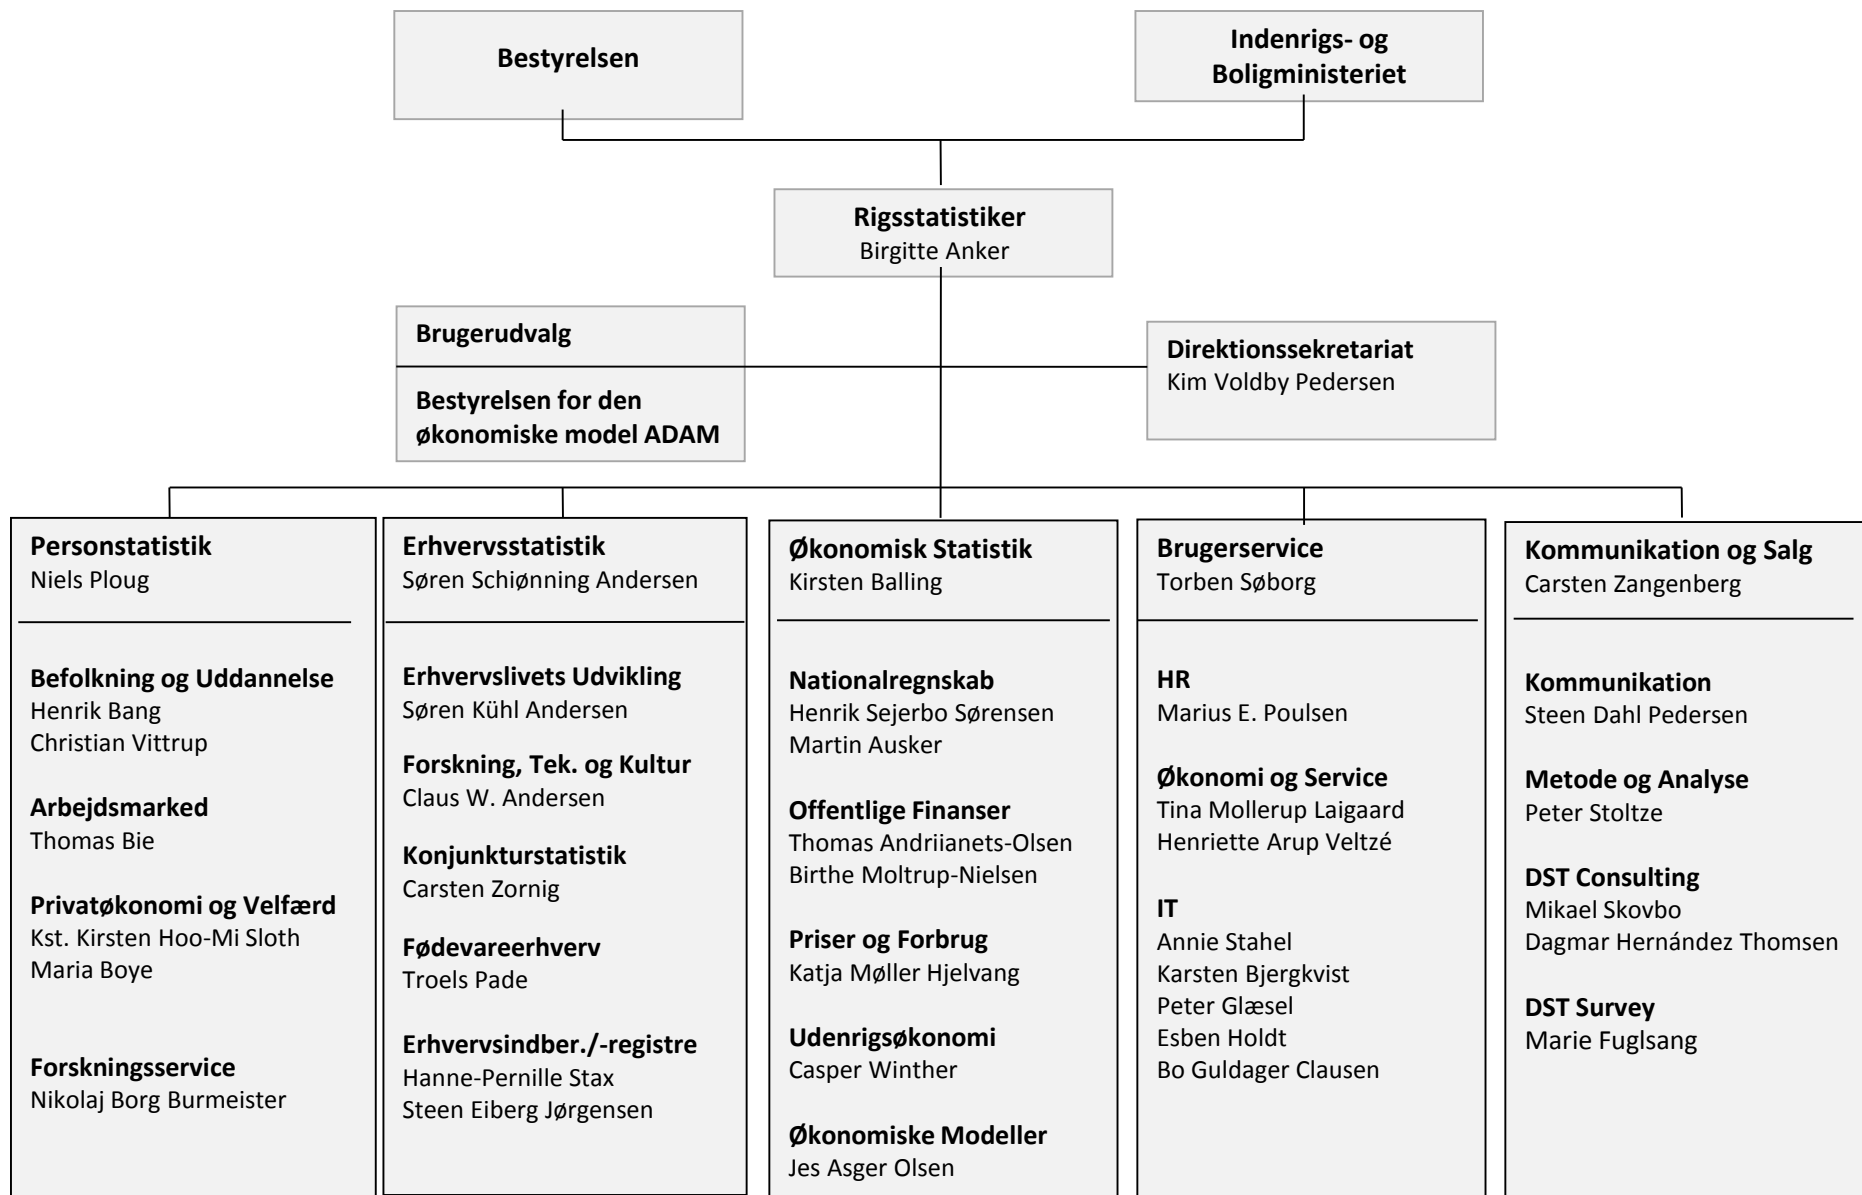 Bestyrelsen
Indenrigs- og
Boligministeriet
Rigsstatistiker
Birgitte Anker
Brugerudvalg
Bestyrelsen for den
økonomiske model ADAM
Direktionssekretariat
Kim Voldby Pedersen
Personstatistik
Niels Ploug
Befolkning og Uddannelse
Henrik Bang
Christian Vittrup
Arbejdsmarked
Thomas Bie
Privatøkonomi og Velfærd
Kst. Kirsten Hoo-Mi Sloth
Maria Boye
Forskningsservice
Nikolaj Borg Burmeister
Erhvervsstatistik
Søren Schiønning Andersen
Erhvervslivets Udvikling
Søren Kühl Andersen
Forskning, Tek. og Kultur
Claus W. Andersen
Konjunkturstatistik
Carsten Zornig
Fødevareerhverv
Troels Pade
Erhvervsindber./-registre
Hanne-Pernille Stax
Steen Eiberg Jørgensen
Økonomisk Statistik
Kirsten Balling
Nationalregnskab
Henrik Sejerbo Sørensen
Martin Ausker
Offentlige Finanser
Thomas Andriianets-Olsen
Birthe Moltrup-Nielsen
Priser og Forbrug
Katja Møller Hjelvang
Udenrigsøkonomi
Casper Winther
Økonomiske Modeller
Jes Asger Olsen
Brugerservice
Torben Søborg
HR
Marius E. Poulsen
Økonomi og Service
Tina Mollerup Laigaard
Henriette Arup Veltzé
IT
Annie Stahel
Karsten Bjergkvist
Peter Glæsel
Esben Holdt
Bo Guldager Clausen
Kommunikation og Salg
Carsten Zangenberg
Kommunikation
Steen Dahl Pedersen
Metode og Analyse
Peter Stoltze
DST Consulting
Mikael Skovbo
Dagmar Hernández Thomsen
DST Survey
Marie Fuglsang